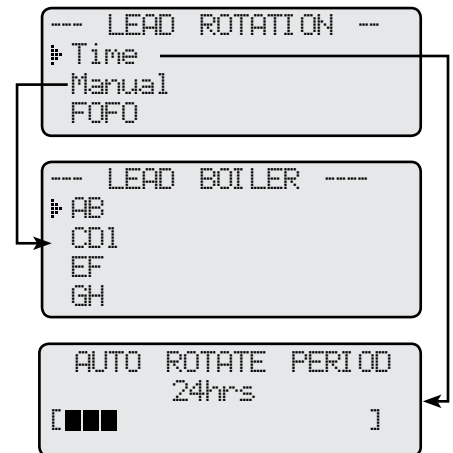 --- LEAD ROTATION --
Time
Manual
FOFO
--- LEAD BOILER ----
AB
CD1
EF
GH
AUTO ROTATE PERIOD
24hrs
[■■■ ]